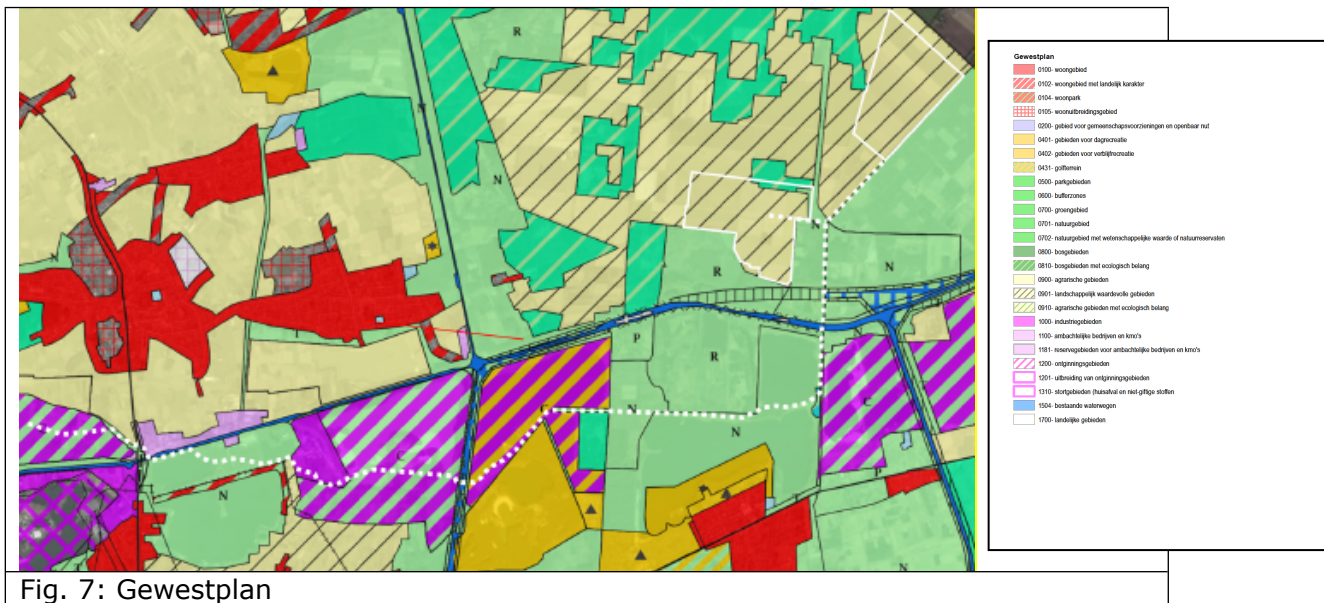 R
N
N
N
N
R
N
P
R
C
N
N
C
C
P
N
N
N
Gewestplan
0100- woongebied
0102- woongebied met landelijk karakter
0104- woonpark
0105- woonuitbreidingsgebied
0200- gebied voor gemeenschapsvoorzieningen en openbaar nut
0401- gebieden voor dagrecreatie
0402- gebieden voor verblijfrecreatie
0431- golfterrein
0500- parkgebieden
0600- bufferzones
0700- groengebied
0701- natuurgebied
0702- natuurgebied met wetenschappelijke waarde of natuurreservaten
0800- bosgebieden
0810- bosgebieden met ecologisch belang
0900- agrarische gebieden
0901- landschappelijk waardevolle gebieden
0910- agrarische gebieden met ecologisch belang
1000- industriegebieden
1100- ambachtelijke bedrijven en kmo's
1181- reservegebieden voor ambachtelijke bedrijven en kmo's
1200- ontginningsgebieden
1201- uitbreiding van ontginningsgebieden
1310- stortgebieden (huisafval en niet-giftige stoffen
1504- bestaande waterwegen
1700- landelijke gebieden
Fig. 7: Gewestplan